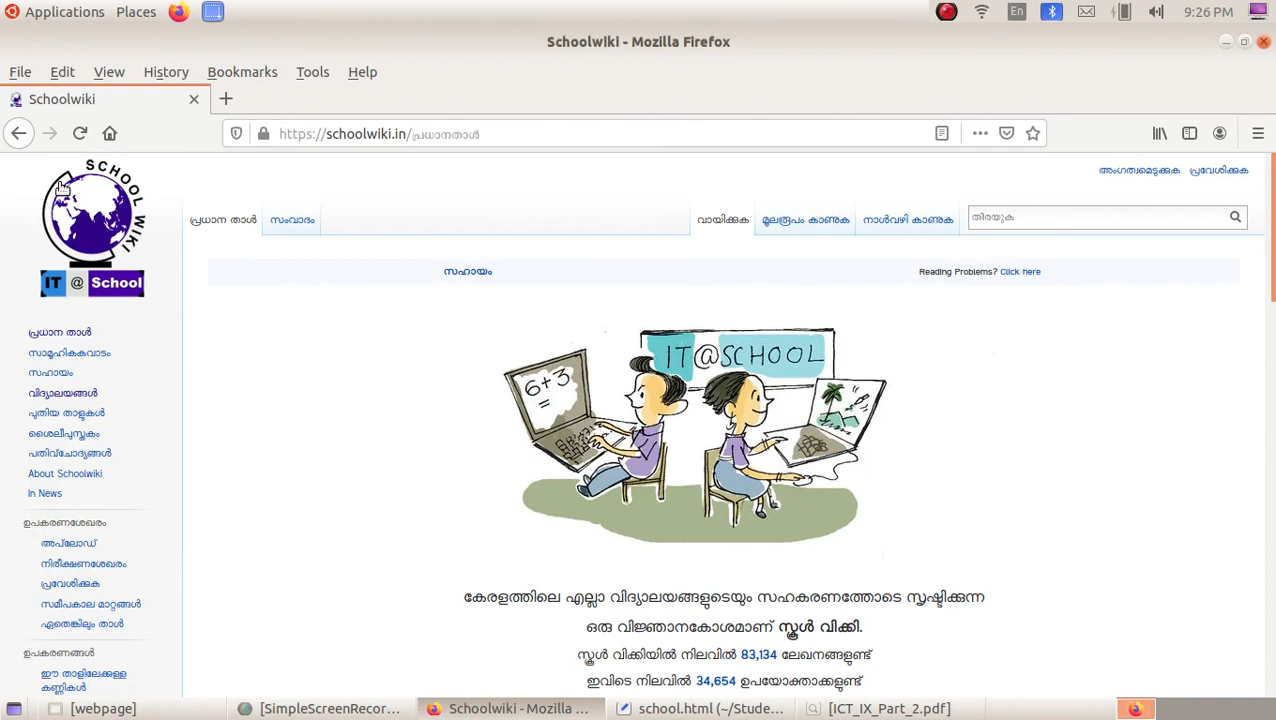 Applications Places En 9:26 PM
Schoolwiki - Mozilla Firefox
File Edit View History Bookmarks Tools Help
Schoolwiki
https://schoolwiki.in/പ്രധാനതാൾ
SCHOOL WIKI
IT @ School
അംഗത്വമെടുക്കുക പ്രവേശിക്കുക
പ്രധാന താൾ സംവാദം വായിക്കുക മൂലരൂപം കാണുക നാൾവഴി കാണുക തിരയുക
സഹായം Reading Problems? Click here
പ്രധാന താൾ
സാമൂഹികകവാടം
സഹായം
വിദ്യാലയങ്ങൾ
പുതിയ താളുകൾ
ശൈലീപുസ്തകം
പതിവ്ചോദ്യങ്ങൾ
About Schoolwiki
In News
ഉപകരണശേഖരം
അപ്‌ലോഡ്
നിരീക്ഷണശേഖരം
പ്രവേശിക്കുക
സമീപകാല മാറ്റങ്ങൾ
ഏതെങ്കിലും താൾ
ഉപകരണങ്ങൾ
ഈ താളിലേക്കുള്ള
കണ്ണികൾ
IT@SCHOOL
6+3
=
കേരളത്തിലെ എല്ലാ വിദ്യാലയങ്ങളുടെയും സഹകരണത്തോടെ സൃഷ്ടിക്കുന്ന
ഒരു വിജ്ഞാനകോശമാണ് സ്കൂൾ വിക്കി.
സ്കൂൾ വിക്കിയിൽ നിലവിൽ 83,134 ലേഖനങ്ങളുണ്ട്
ഇവിടെ നിലവിൽ 34,654 ഉപയോക്താക്കളുണ്ട്
[webpage] [SimpleScreenRecor... Schoolwiki - Mozilla ... school.html (~/Stude... [ICT_IX_Part_2.pdf]